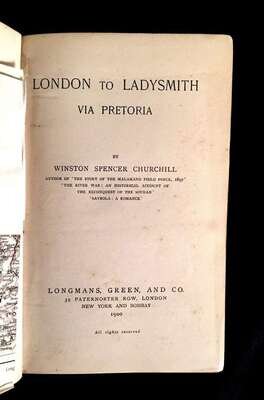 LONDON TO LADYSMITH
VIA PRETORIA
BY
WINSTON SPENCER CHURCHILL
AUTHOR OF "THE STORY OF THE MALAKAND FIELD FORCE, 1897"
"THE RIVER WAR: AN HISTORICAL ACCOUNT OF
THE RECONQUEST OF THE SOUDAN"
"SAVROLA: A ROMANCE"
LONGMANS, GREEN, AND CO.
39 PATERNOSTER ROW, LONDON
NEW YORK AND BOMBAY
1900
All rights reserved